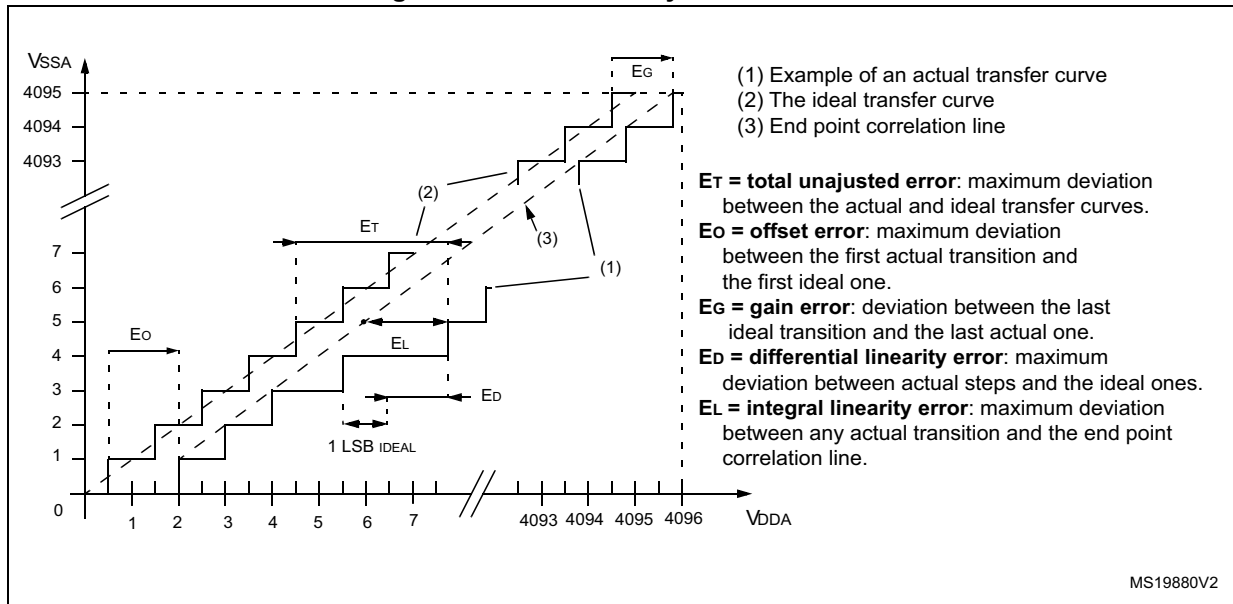 VSSA
EG
4095
4094
4093
(2)
ET
(3)
7
(1)
6
5
EO
EL
4
3
ED
2
1 LSB IDEAL
1
0
1 2 3 4 5 6 7 4093 4094 4095 4096
VDDA
(1) Example of an actual transfer curve
(2) The ideal transfer curve
(3) End point correlation line
ET = total unajusted error: maximum deviation
between the actual and ideal transfer curves.
EO = offset error: maximum deviation
between the first actual transition and
the first ideal one.
EG = gain error: deviation between the last
ideal transition and the last actual one.
ED = differential linearity error: maximum
deviation between actual steps and the ideal ones.
EL = integral linearity error: maximum deviation
between any actual transition and the end point
correlation line.
MS19880V2